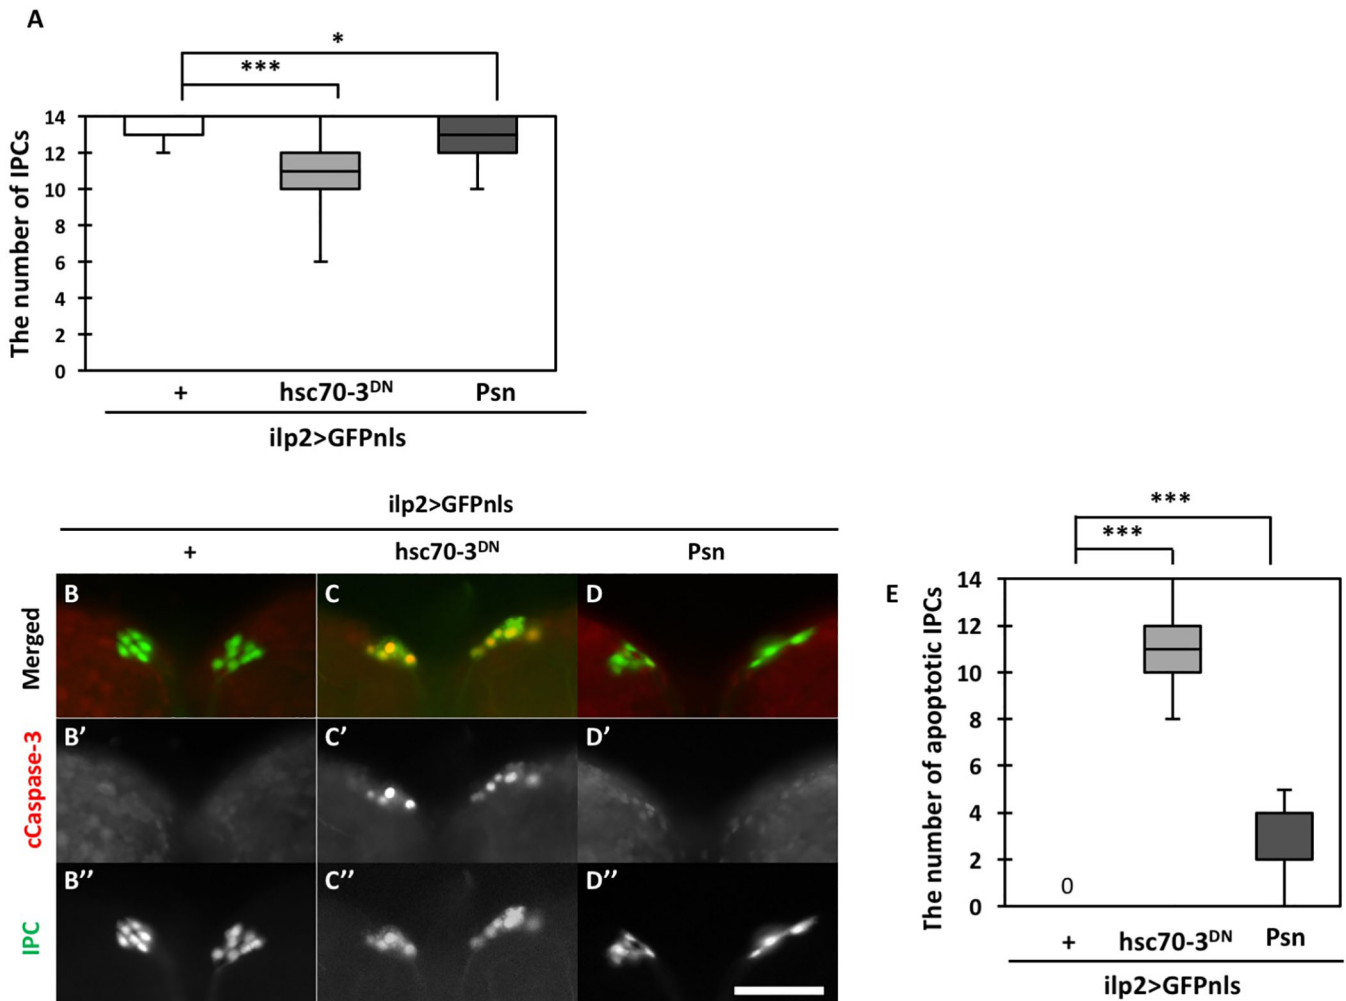 A
*
***
The number of IPCs
14
12
10
8
6
4
2
0
+ hsc70-3ᴰᴺ Psn
ilp2>GFPnls
ilp2>GFPnls
+ hsc70-3ᴰᴺ Psn
Merged
B C D
cCaspase-3
B’ C’ D’
IPC
B’’ C’’ D’’
E
***
***
The number of apoptotic IPCs
14
12
10
8
6
4
2
0
0
+ hsc70-3ᴰᴺ Psn
ilp2>GFPnls